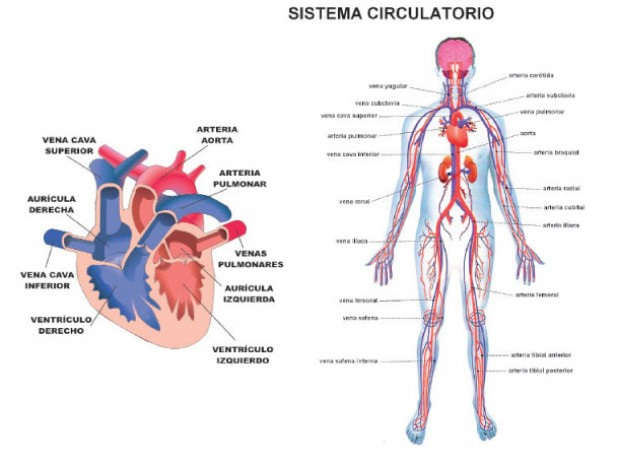 SISTEMA CIRCULATORIO
VENA CAVA
SUPERIOR
ARTERIA
AORTA
ARTERIA
PULMONAR
AURÍCULA
DERECHA
VENAS
PULMONARES
VENA CAVA
INFERIOR
AURÍCULA
IZQUIERDA
VENTRÍCULO
DERECHO
VENTRÍCULO
IZQUIERDO
vena yugular
vena subclavia
vena cava superior
arteria pulmonar
vena cava inferior
vena renal
vena iliaca
vena femoral
vena safena
vena safena interna
arteria carótida
arteria subclavia
vena pulmonar
aorta
arteria braquial
arteria radial
arteria cubital
arteria iliaca
arteria femoral
arteria tibial anterior
arteria tibial posterior